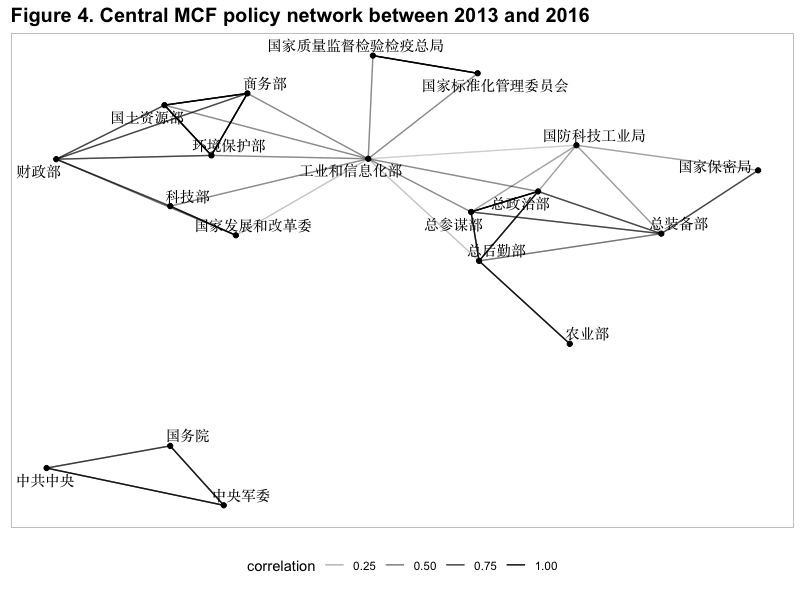 Figure 4. Central MCF policy network between 2013 and 2016
国家质量监督检验检疫总局
国家标准化管理委员会
商务部
国土资源部
环境保护部
国防科技工业局
财政部
工业和信息化部
国家保密局
科技部
总政治部
国家发展和改革委
总参谋部
总装备部
总后勤部
农业部
国务院
中共中央
中央军委
correlation 0.25 0.50 0.75 1.00